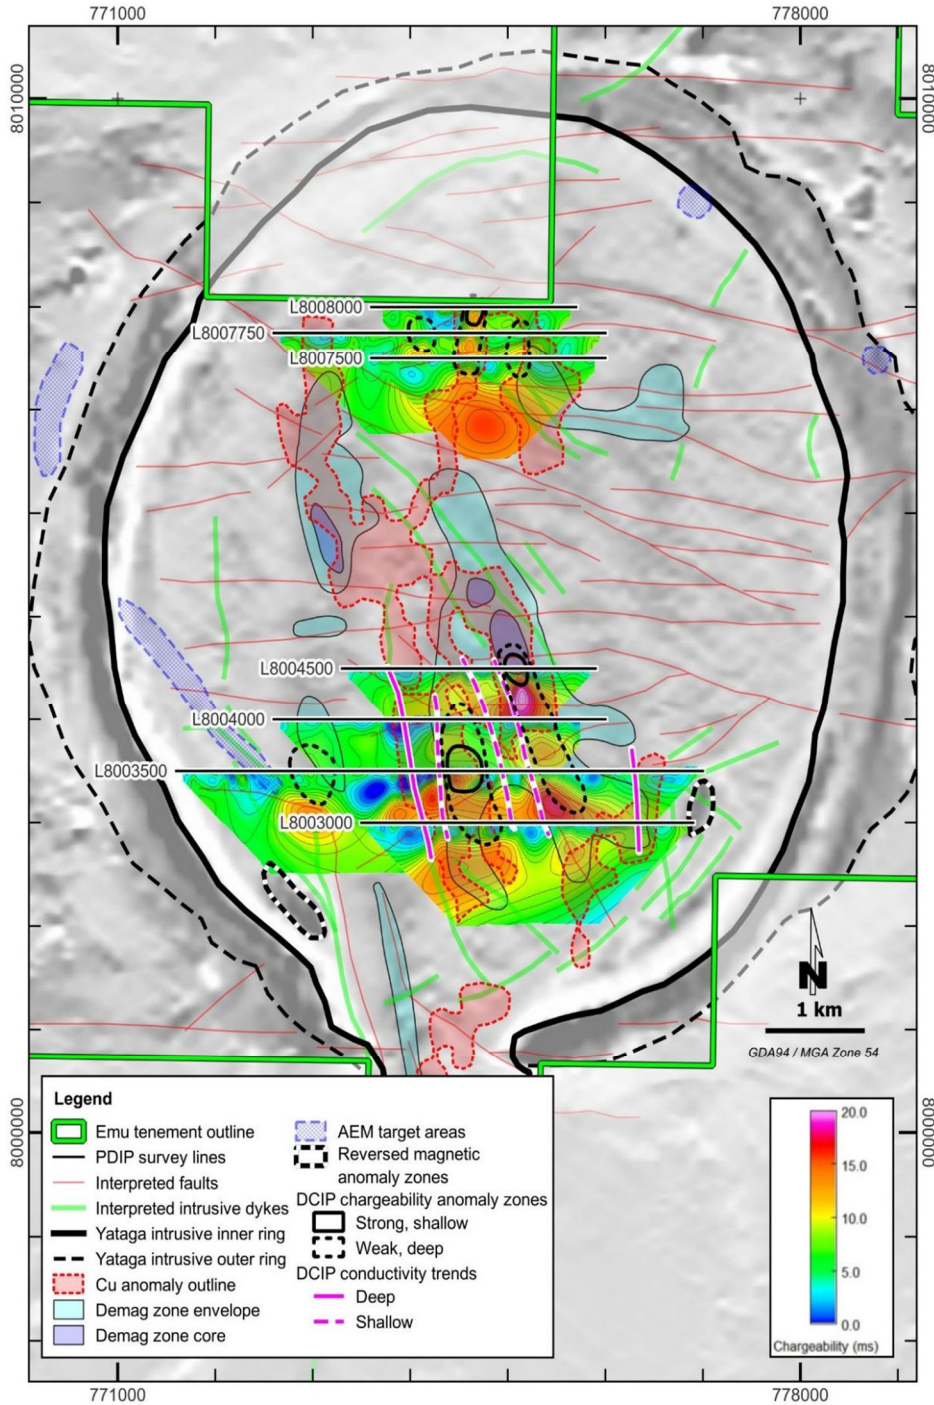 771000
778000
8010000
8010000
L8008000
L8007750
L8007500
L8004500
L8004000
L8003500
L8003000
N
1 km
GDA94 / MGA Zone 54
Legend
Emu tenement outline
PDIP survey lines
Interpreted faults
Interpreted intrusive dykes
Yataga intrusive inner ring
Yataga intrusive outer ring
Cu anomaly outline
Demag zone envelope
Demag zone core
AEM target areas
Reversed magnetic
anomaly zones
DCIP chargeability anomaly zones
Strong, shallow
Weak, deep
DCIP conductivity trends
Deep
Shallow
20.0
15.0
10.0
5.0
0.0
Chargeability (ms)
8000000
8000000
771000
778000